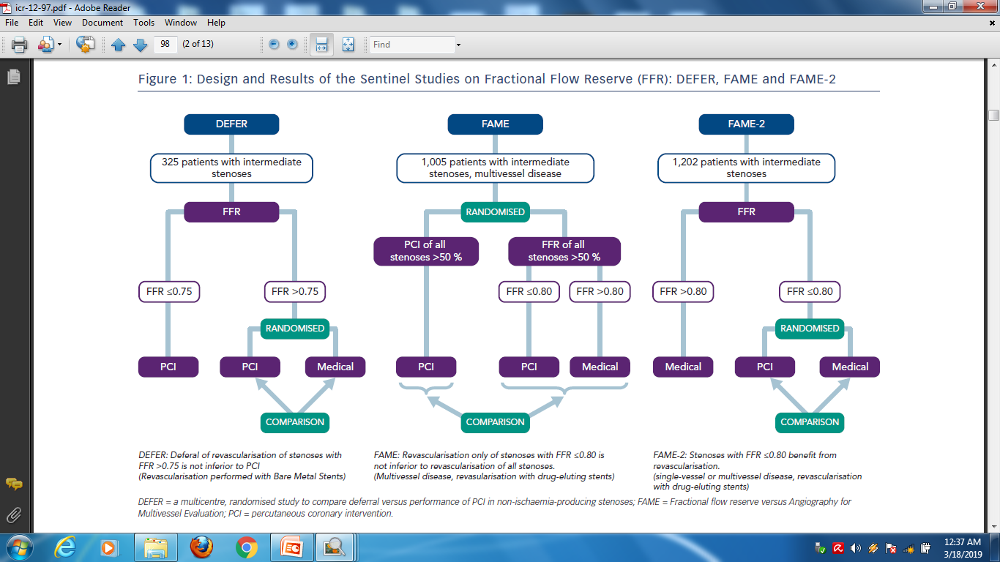 icr-12-97.pdf - Adobe Reader
File Edit View Document Tools Window Help
98 (2 of 13) Find
Figure 1: Design and Results of the Sentinel Studies on Fractional Flow Reserve (FFR): DEFER, FAME and FAME-2
DEFER
325 patients with intermediate
stenoses
FFR
FFR ≤0.75
FFR >0.75
RANDOMISED
PCI
PCI
Medical
COMPARISON
FAME
1,005 patients with intermediate
stenoses, multivessel disease
RANDOMISED
PCI of all
stenoses >50 %
FFR of all
stenoses >50 %
FFR ≤0.80
FFR >0.80
PCI
PCI
Medical
COMPARISON
FAME-2
1,202 patients with intermediate
stenoses
FFR
FFR >0.80
FFR ≤0.80
RANDOMISED
Medical
PCI
Medical
COMPARISON
DEFER: Deferal of revascularisation of stenoses with
FFR >0.75 is not inferior to PCI
(Revascularisation performed with Bare Metal Stents)
FAME: Revascularisation only of stenoses with FFR ≤0.80 is
not inferior to revascularisation of all stenoses.
(Multivessel disease, revasularisation with drug-eluting stents)
FAME-2: Stenoses with FFR ≤0.80 benefit from
revascularisation.
(single-vessel or multivessel disease, revascularisation
with drug-eluting stents)
DEFER = a multicentre, randomised study to compare deferral versus performance of PCI in non-ischaemia-producing stenoses; FAME = Fractional flow reserve versus Angiography for
Multivessel Evaluation; PCI = percutaneous coronary intervention.
12:37 AM
3/18/2019